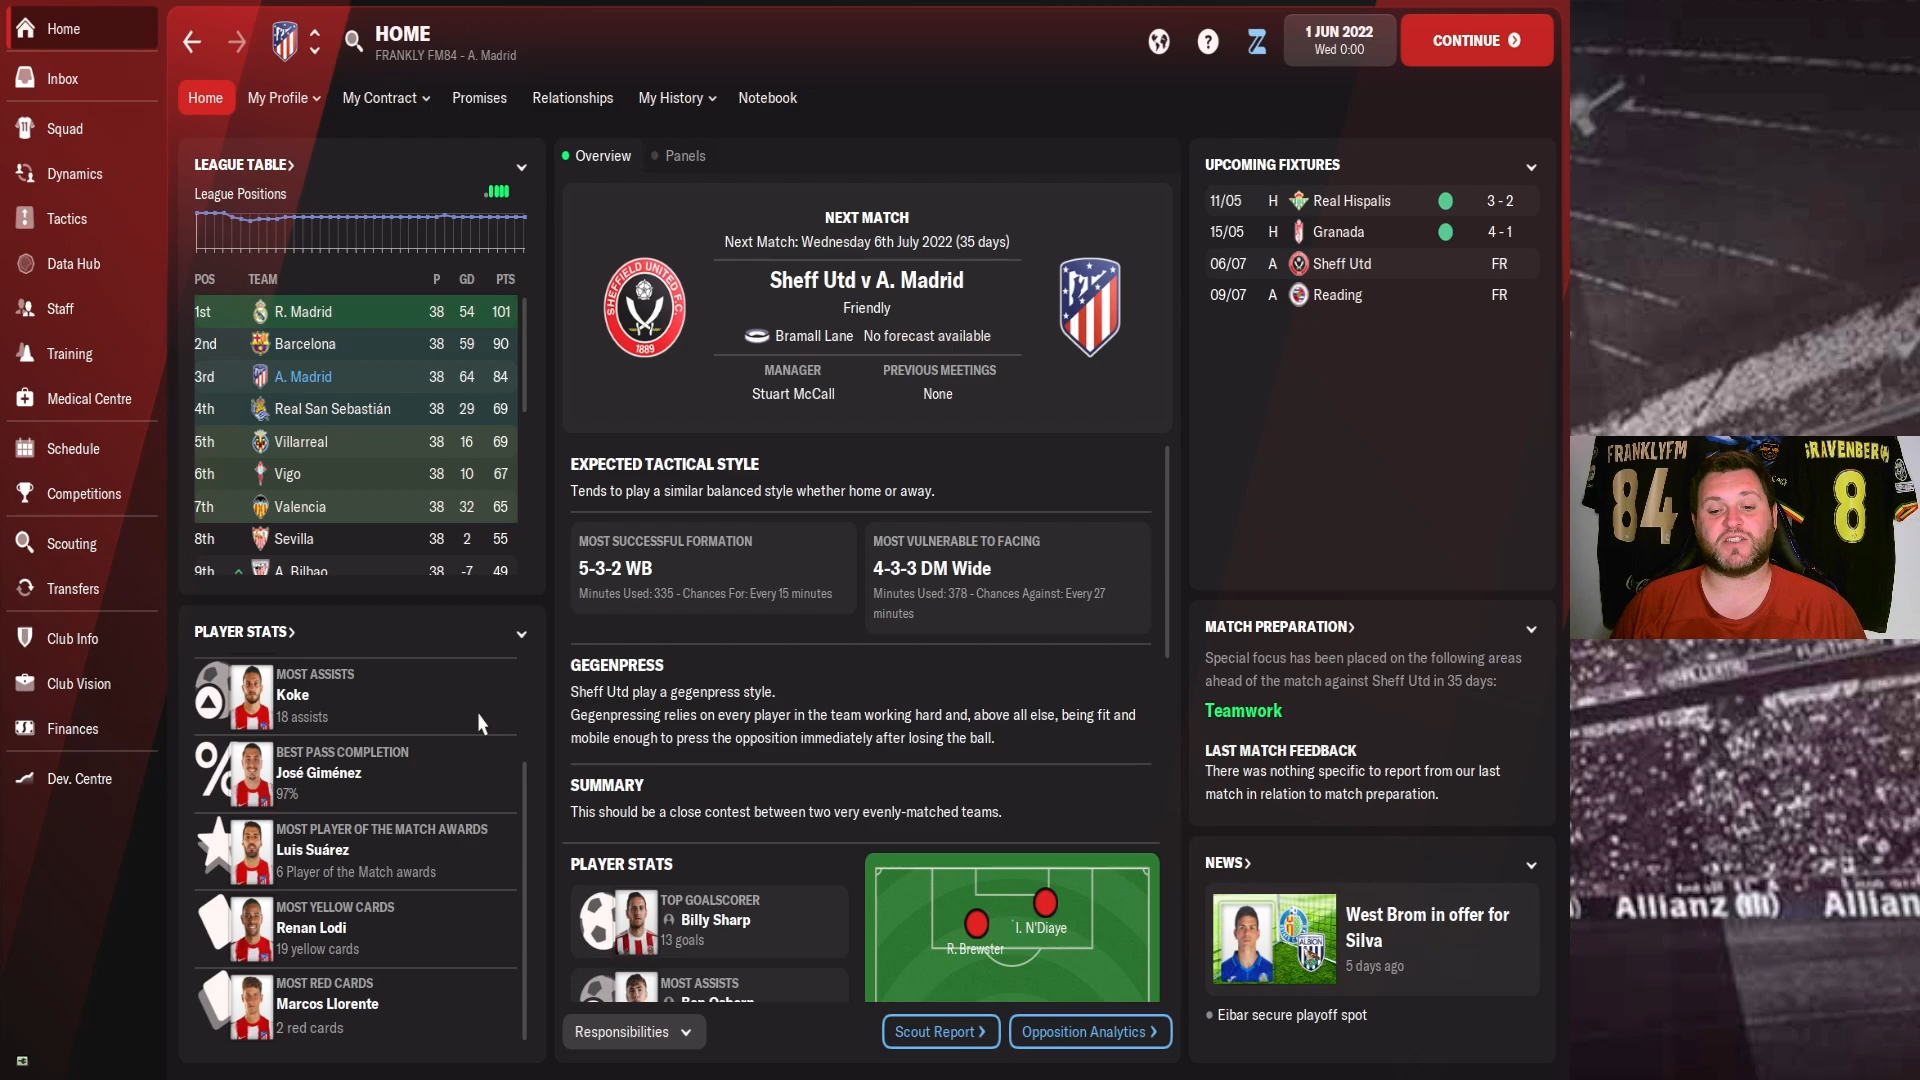 Home
Inbox
Squad
Dynamics
Tactics
Data Hub
Staff
Training
Medical Centre
Schedule
Competitions
Scouting
Transfers
Club Info
Club Vision
Finances
Dev. Centre
HOME
FRANKLY FM84 - A. Madrid
1 JUN 2022
Wed 0:00
CONTINUE
Home My Profile My Contract Promises Relationships My History Notebook
LEAGUE TABLE
League Positions
POS TEAM P GD PTS
1st R. Madrid 38 54 101
2nd Barcelona 38 59 90
3rd A. Madrid 38 64 84
4th Real San Sebastián 38 29 69
5th Villarreal 38 16 69
6th Vigo 38 10 67
7th Valencia 38 32 65
8th Sevilla 38 2 55
9th A. Bilbao 38 -7 49
PLAYER STATS
MOST ASSISTS
Koke
18 assists
BEST PASS COMPLETION
José Giménez
97%
MOST PLAYER OF THE MATCH AWARDS
Luis Suárez
6 Player of the Match awards
MOST YELLOW CARDS
Renan Lodi
19 yellow cards
MOST RED CARDS
Marcos Llorente
2 red cards
Overview Panels
NEXT MATCH
Next Match: Wednesday 6th July 2022 (35 days)
SHEFFIELD UNITED F.C.
1889
Sheff Utd v A. Madrid
Friendly
Bramall Lane No forecast available
MANAGER PREVIOUS MEETINGS
Stuart McCall None
EXPECTED TACTICAL STYLE
Tends to play a similar balanced style whether home or away.
MOST SUCCESSFUL FORMATION
5-3-2 WB
Minutes Used: 335 - Chances For: Every 15 minutes
MOST VULNERABLE TO FACING
4-3-3 DM Wide
Minutes Used: 378 - Chances Against: Every 27
minutes
GEGENPRESS
Sheff Utd play a gegenpress style.
Gegenpressing relies on every player in the team working hard and, above all else, being fit and
mobile enough to press the opposition immediately after losing the ball.
SUMMARY
This should be a close contest between two very evenly-matched teams.
PLAYER STATS
TOP GOALSCORER
Billy Sharp
13 goals
MOST ASSISTS
Ben Osborn
I. N'Diaye
R. Brewster
Responsibilities
Scout Report
Opposition Analytics
UPCOMING FIXTURES
11/05 H Real Hispalis 3 - 2
15/05 H Granada 4 - 1
06/07 A Sheff Utd FR
09/07 A Reading FR
MATCH PREPARATION
Special focus has been placed on the following areas
ahead of the match against Sheff Utd in 35 days:
Teamwork
LAST MATCH FEEDBACK
There was nothing specific to report from our last
match in relation to match preparation.
NEWS
West Brom in offer for
Silva
5 days ago
ALBION
Eibar secure playoff spot
FRANKLYFM
84
GRAVENBERCH
8
Allianz Allian